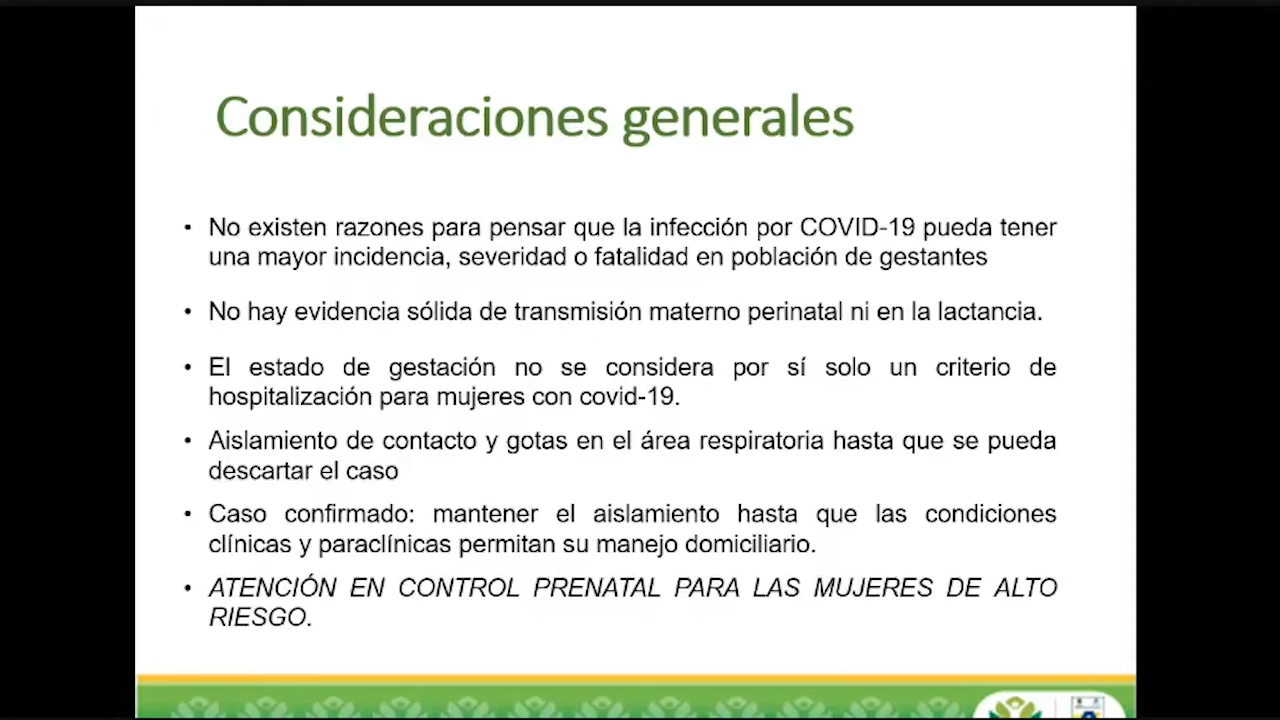 Consideraciones generales
• No existen razones para pensar que la infección por COVID-19 pueda tener
una mayor incidencia, severidad o fatalidad en población de gestantes
• No hay evidencia sólida de transmisión materno perinatal ni en la lactancia.
• El estado de gestación no se considera por sí solo un criterio de
hospitalización para mujeres con covid-19.
• Aislamiento de contacto y gotas en el área respiratoria hasta que se pueda
descartar el caso
• Caso confirmado: mantener el aislamiento hasta que las condiciones
clínicas y paraclínicas permitan su manejo domiciliario.
• ATENCIÓN EN CONTROL PRENATAL PARA LAS MUJERES DE ALTO
RIESGO.